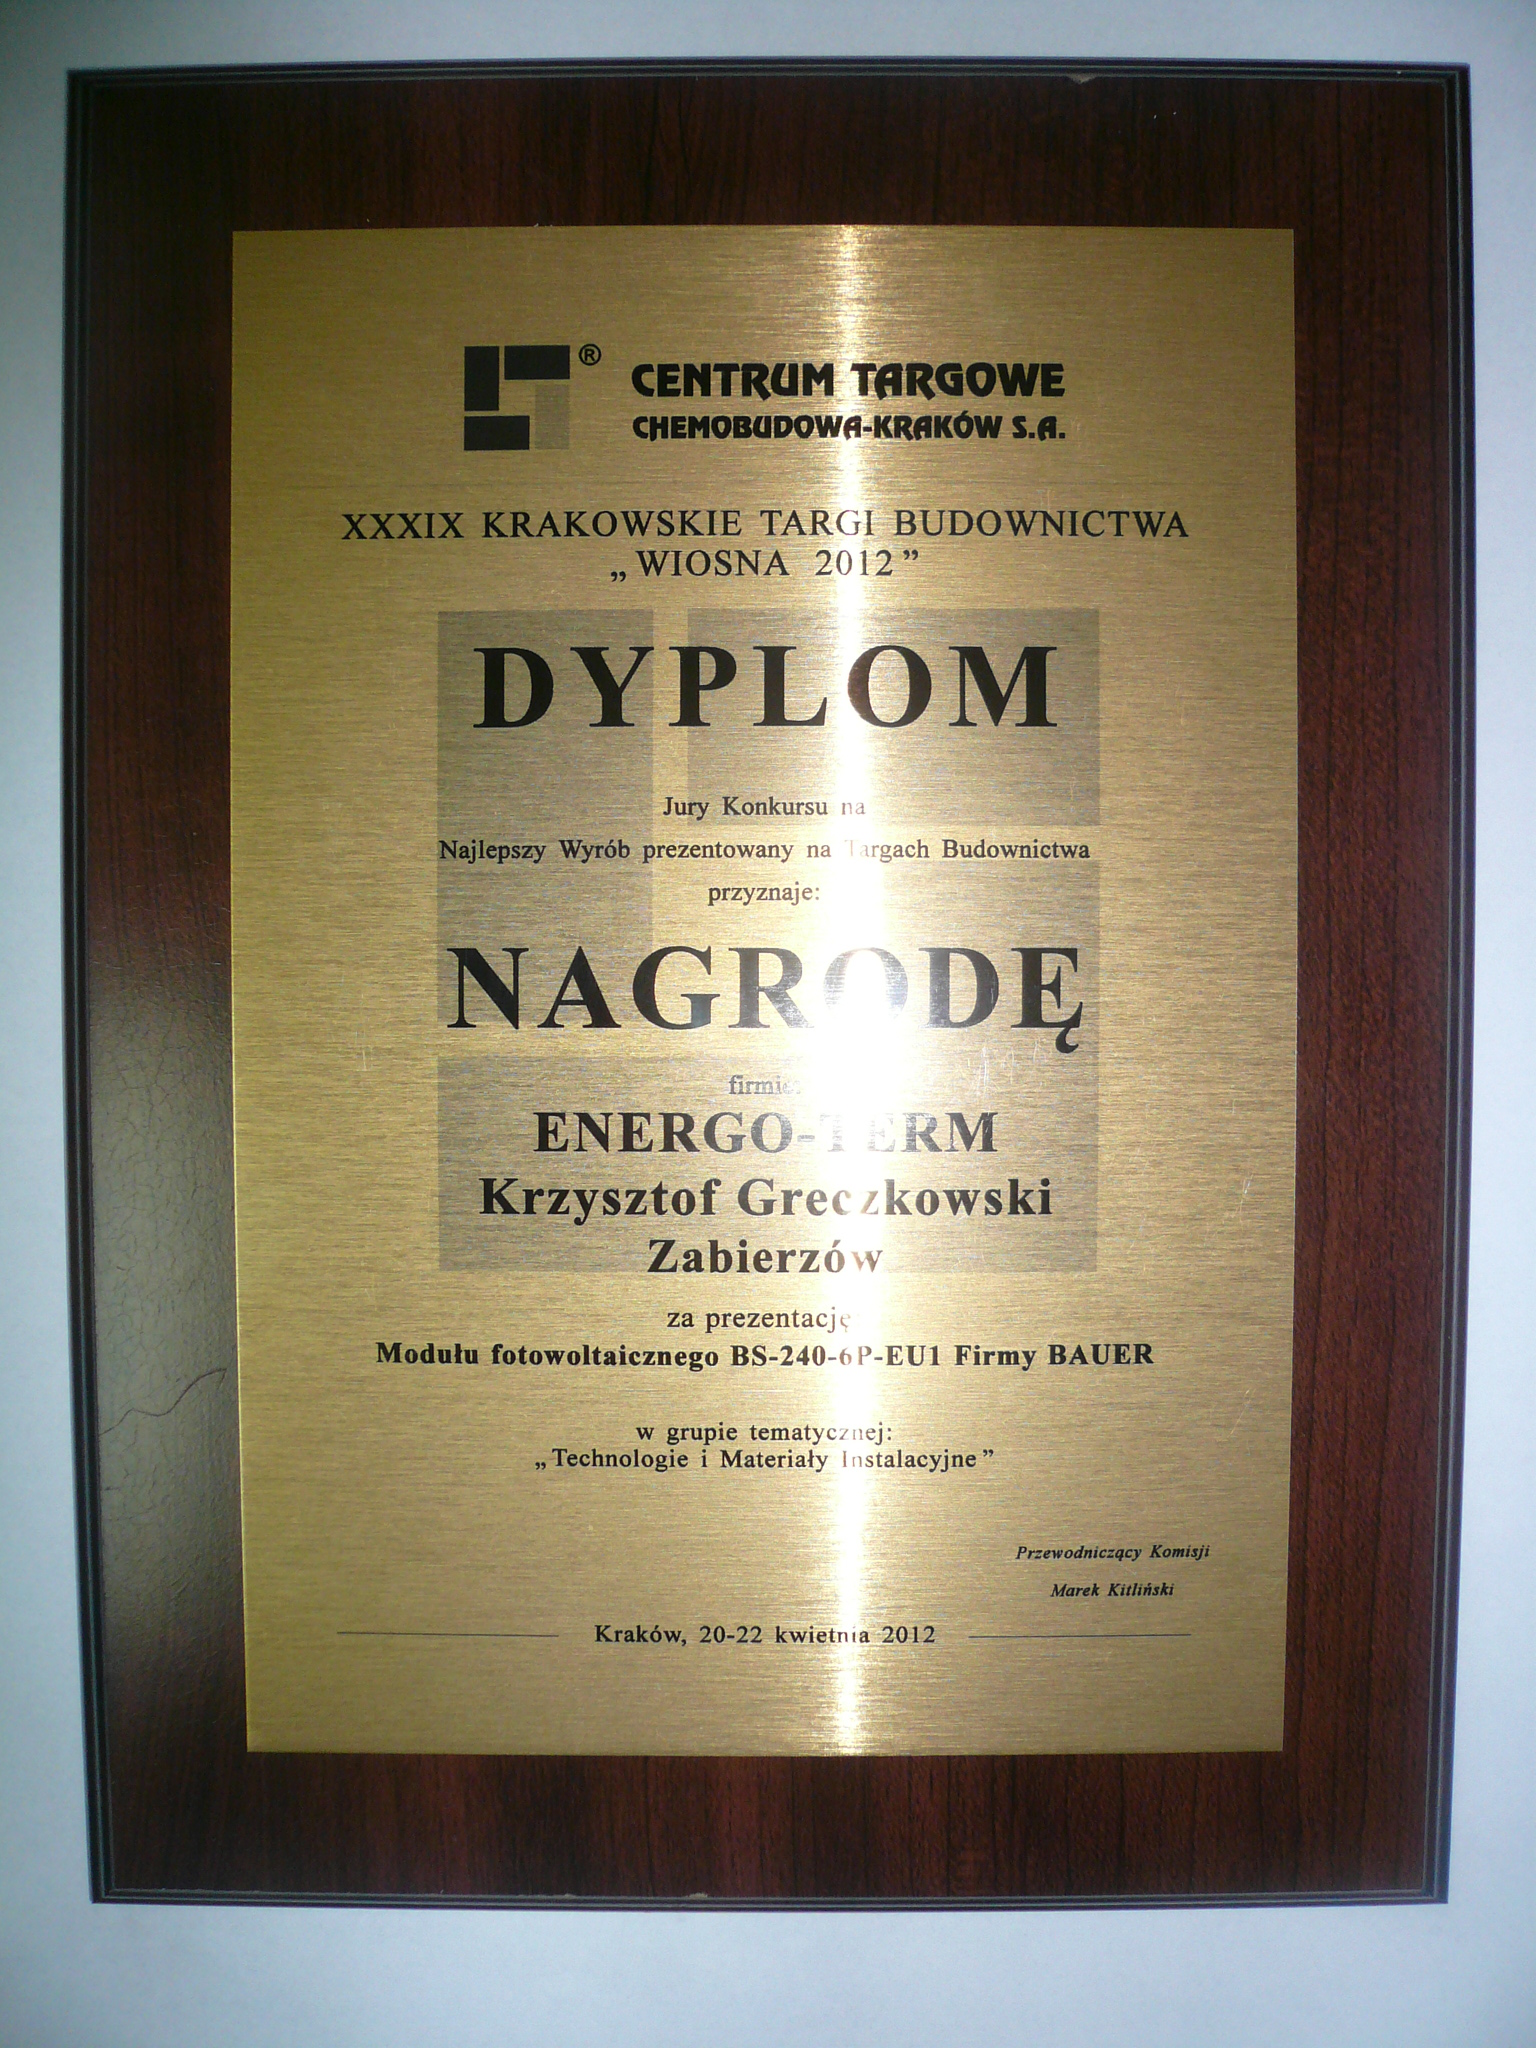 ®
CENTRUM TARGOWE
CHEMOBUDOWA-KRAKÓW S.A.
XXXIX KRAKOWSKIE TARGI BUDOWNICTWA
„WIOSNA 2012”
DYPLOM
Jury Konkursu na
Najlepszy Wyrób prezentowany na Targach Budownictwa
przyznaje:
NAGRODĘ
firmie:
ENERGO-TERM
Krzysztof Greczkowski
Zabierzów
za prezentację
Modułu fotowoltaicznego BS-240-6P-EU1 Firmy BAUER
w grupie tematycznej:
„Technologie i Materiały Instalacyjne”
Przewodniczący Komisji
Marek Kitliński
Kraków, 20-22 kwietnia 2012